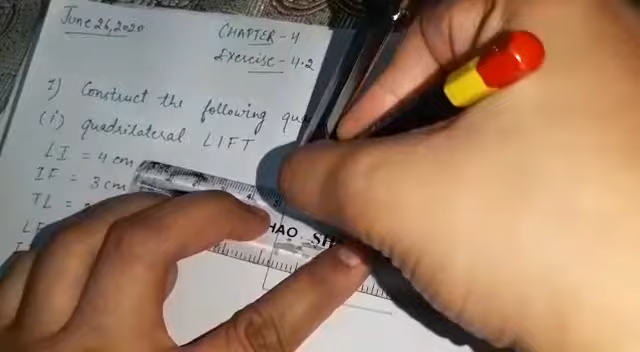 June 26, 2020
CHAPTER - 4
Exercise - 4.2
1) Construct the following
(i) quadrilateral LIFT
LI = 4 cm
IF = 3 cm
TL =
HAO